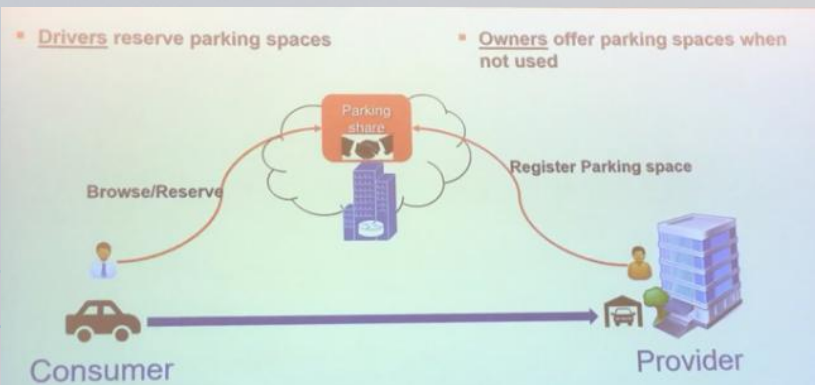 Drivers reserve parking spaces
Owners offer parking spaces when
not used
Parking
share
Browse/Reserve
Register Parking space
Consumer
Provider